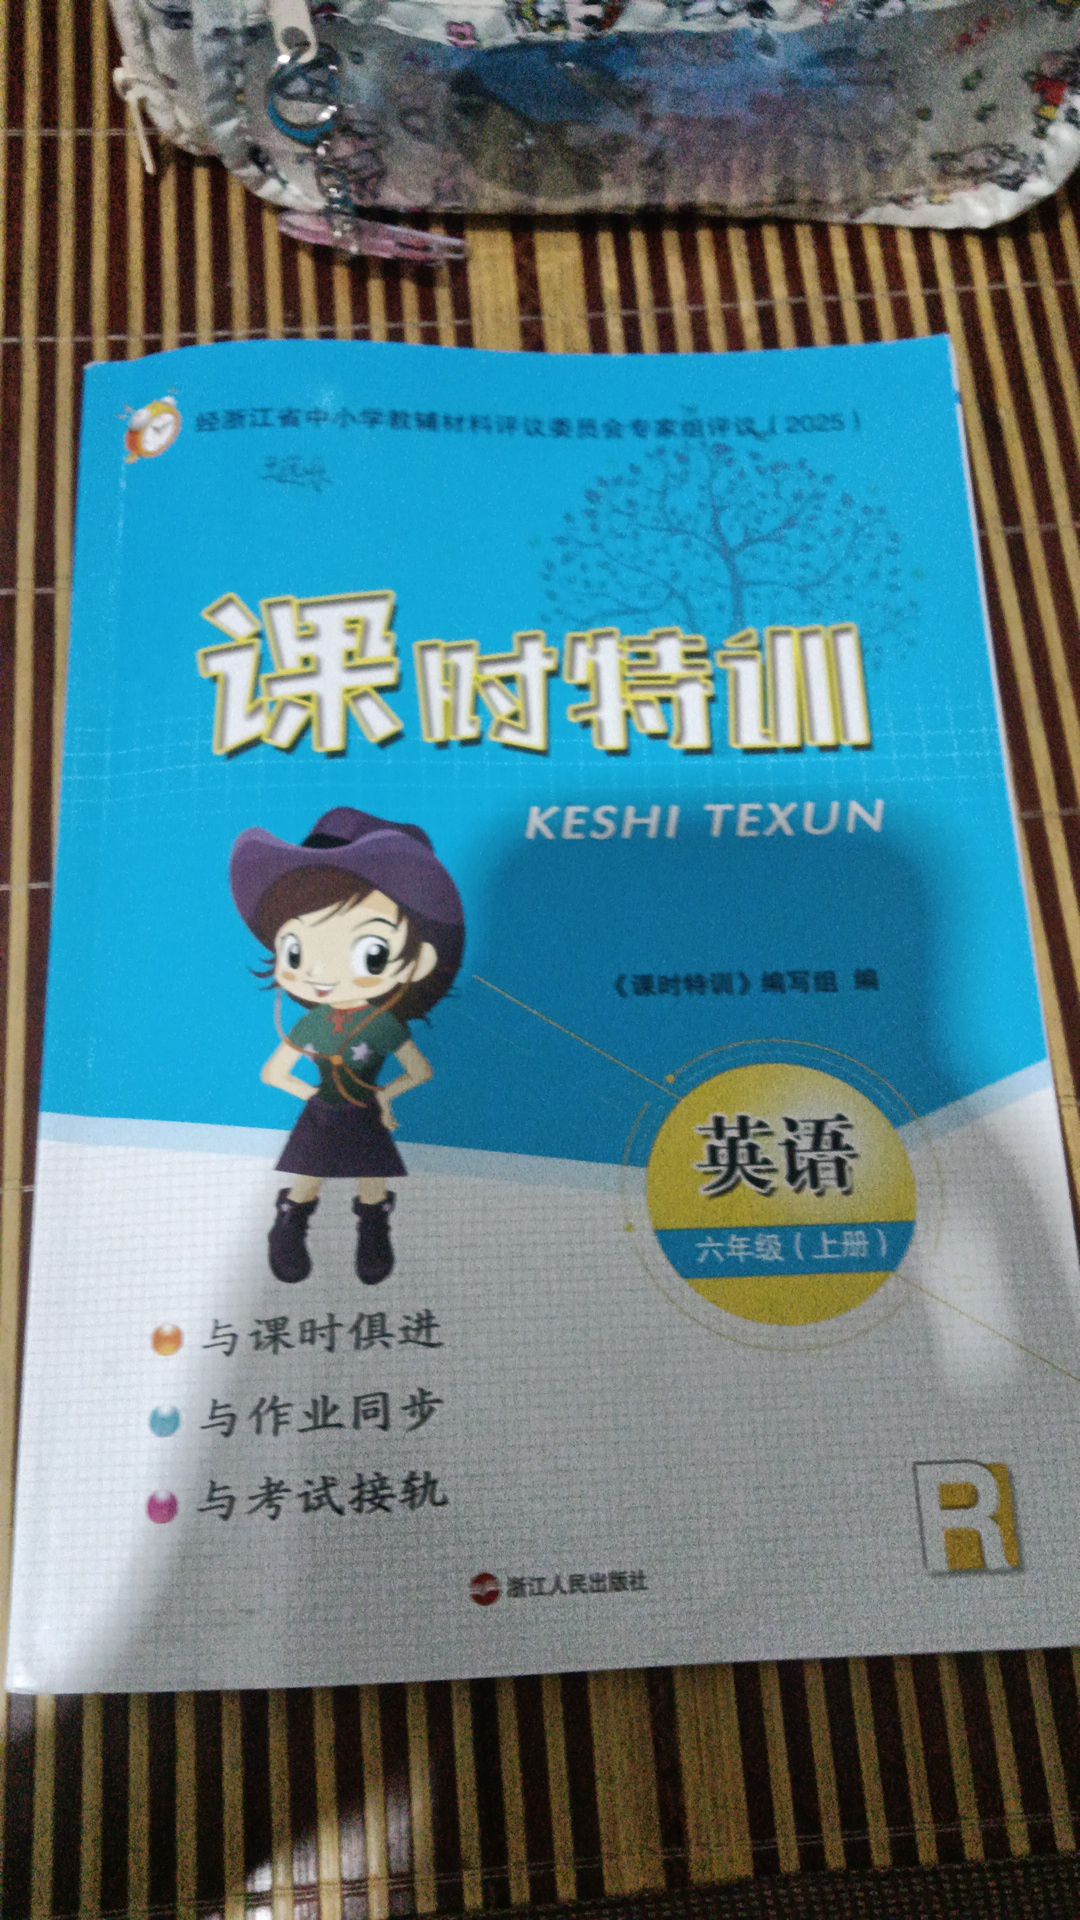 经浙江省中小学教辅材料评议委员会专家组评议（2025）
课时特训
KESHI TEXUN
《课时特训》编写组 编
英语
六年级（上册）
与课时俱进
与作业同步
与考试接轨
R
浙江人民出版社